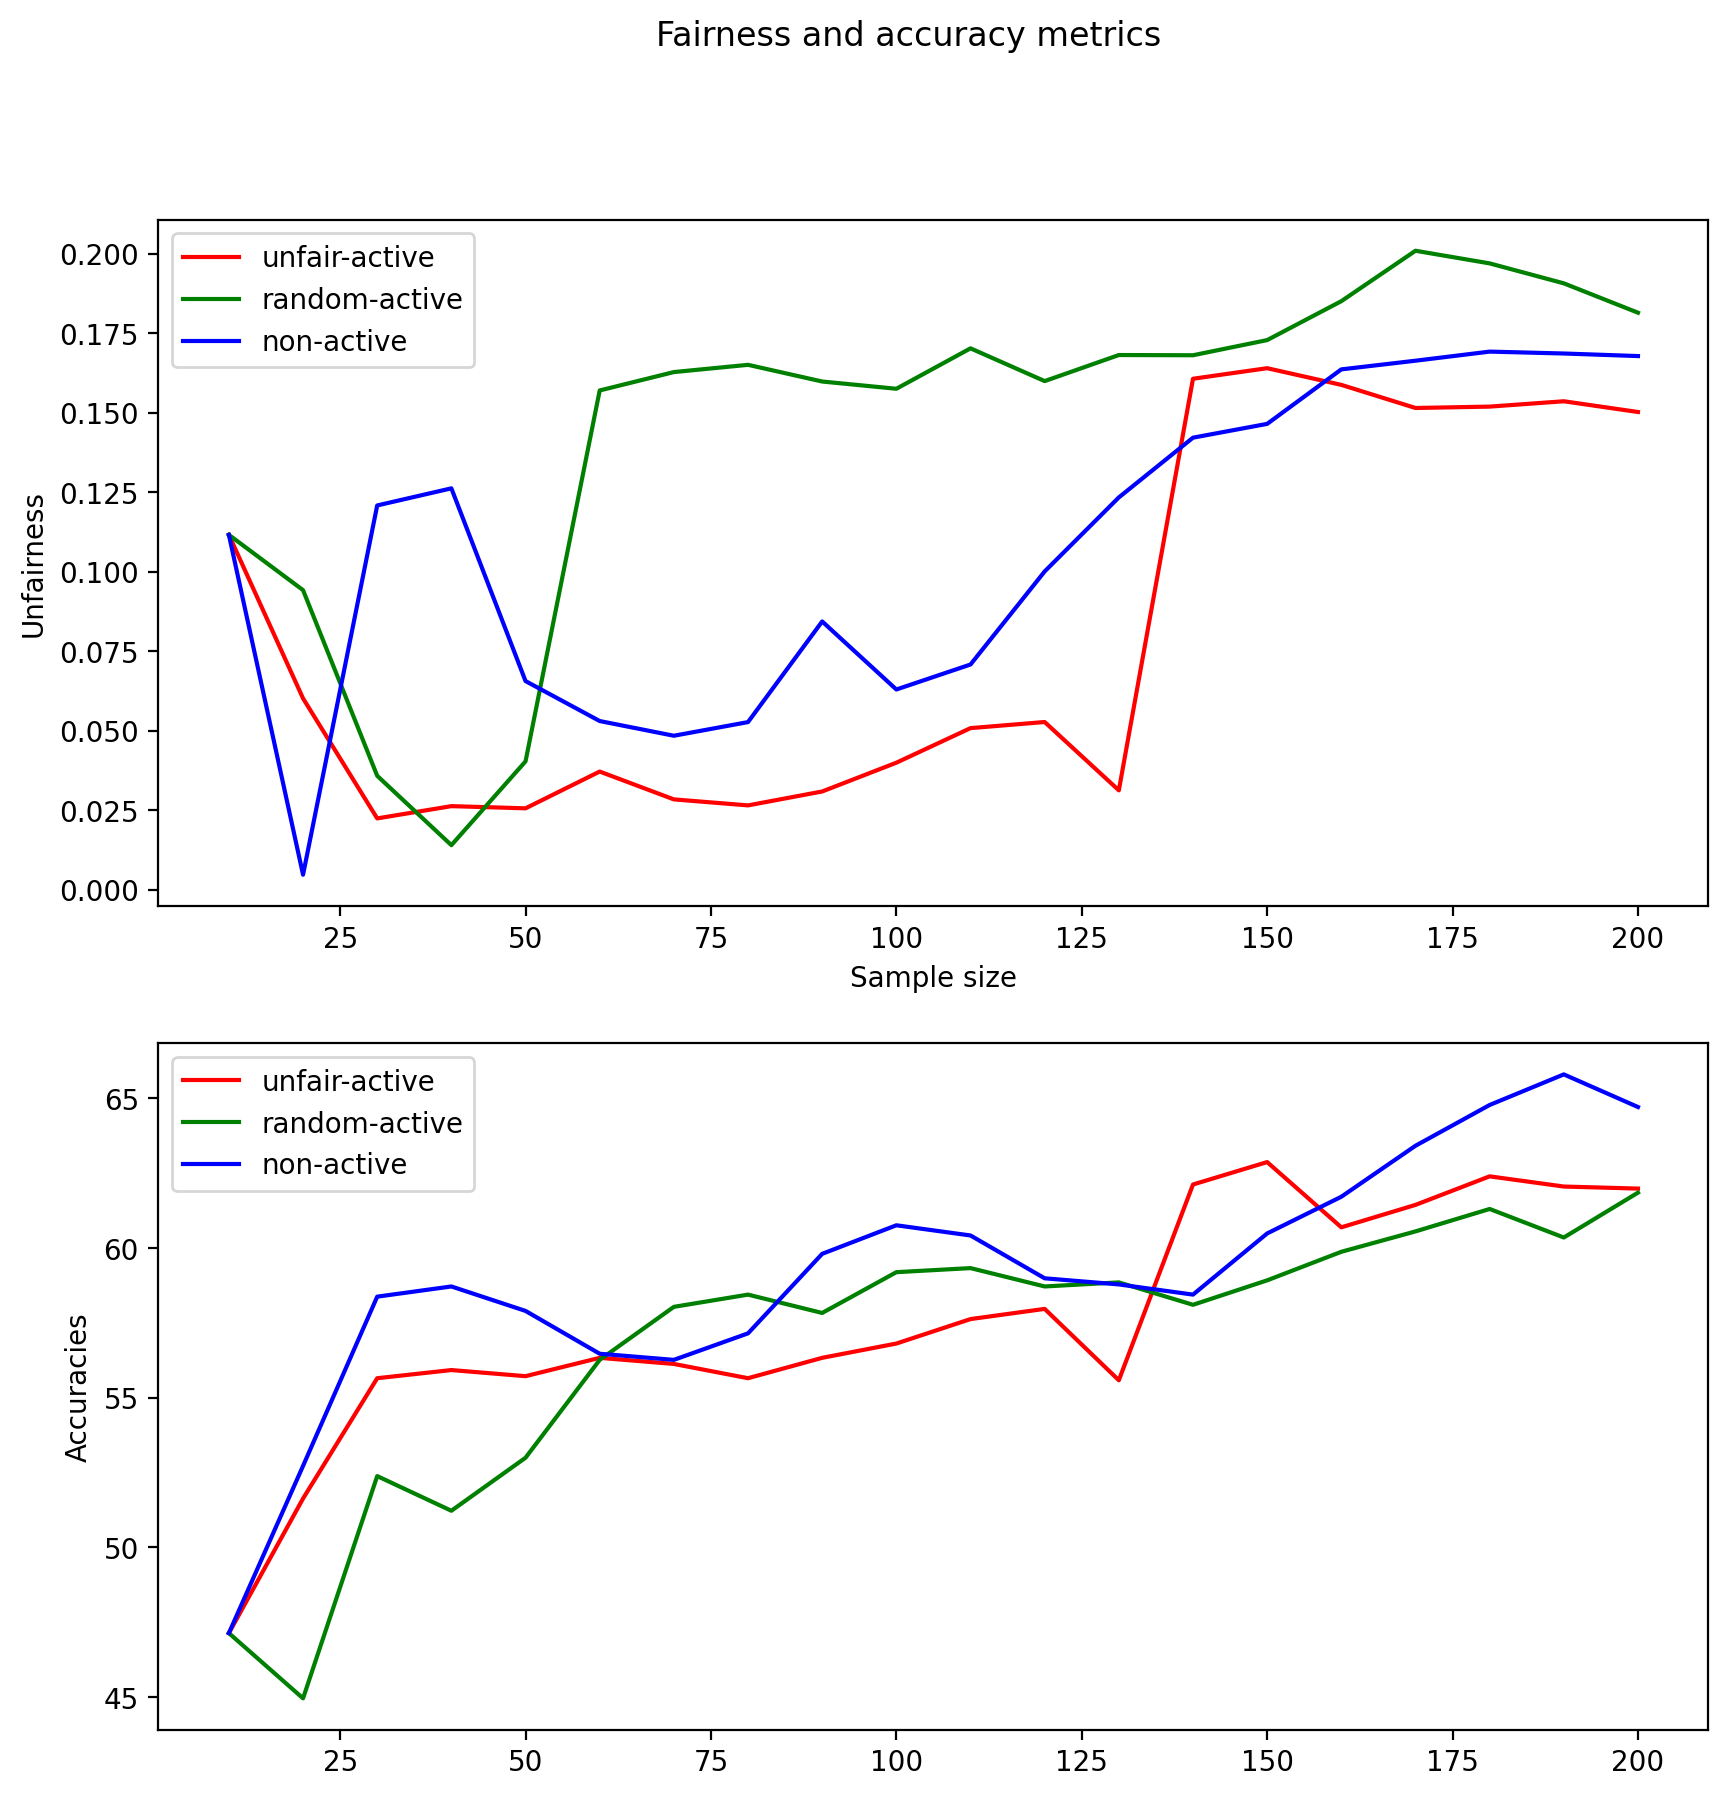 Fairness and accuracy metrics
unfair-active
random-active
non-active
0.200
0.175
0.150
0.125
0.100
0.075
0.050
0.025
0.000
Unfairness
25 50 75 100 125 150 175 200
Sample size
unfair-active
random-active
non-active
65
60
55
50
45
Accuracies
25 50 75 100 125 150 175 200